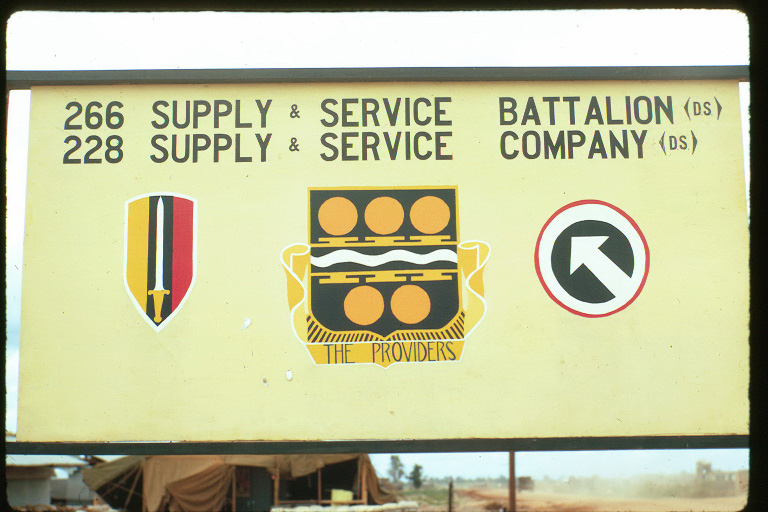 266 SUPPLY & SERVICE BATTALION (DS)
228 SUPPLY & SERVICE COMPANY (DS)
THE PROVIDERS